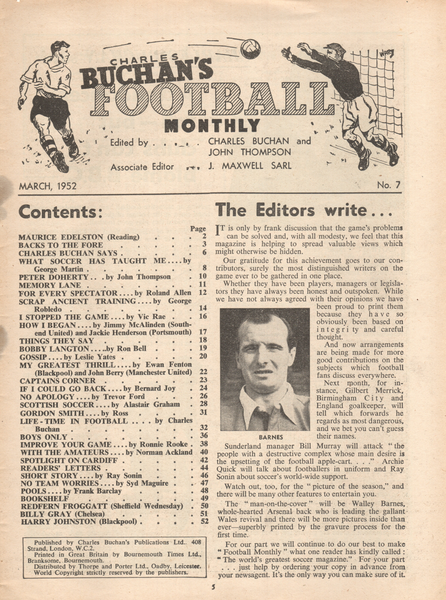 CHARLES
BUCHAN'S
FOOTBALL
MONTHLY
Edited by . . . . CHARLES BUCHAN and
JOHN THOMPSON
Associate Editor . . J. MAXWELL SARL
MARCH, 1952
No. 7
Contents:
Page
MAURICE EDELSTON (Reading) . . 2
BACKS TO THE FORE . . . . 3
CHARLES BUCHAN SAYS . . . . 6
WHAT SOCCER HAS TAUGHT ME . . . . by
George Martin . . . . 8
PETER DOHERTY . . . . by John Thompson 10
MEMORY LANE . . . . 11
FOR EVERY SPECTATOR . . . . by Roland Allen 12
SCRAP ANCIENT TRAINING . . . . by George
Robledo . . . . 14
I STOPPED THE GAME . . . . by Vic Rae - 16
HOW I BEGAN . . . . by Jimmy McAlinden (South-
end United) and Jackie Henderson (Portsmouth) 17
THINGS THEY SAY . . . . 18
BOBBY LANGTON . . . . by Ron Bell - 19
GOSSIP . . . . by Leslie Yates - - 20
MY GREATEST THRILL . . . . by Ewan Fenton
(Blackpool) and John Berry (Manchester United) 22
CAPTAINS CORNER . . . . 23
IF I COULD GO BACK . . . . by Bernard Joy - 24
NO APOLOGY . . . . by Trevor Ford - 26
SCOTTISH SOCCER . . by Alastair Graham - 28
GORDON SMITH . . . . by Ross - - 31
LIFE-TIME IN FOOTBALL . . . . by Charles
Buchan . . . . 32
BOYS ONLY . . . . 36
IMPROVE YOUR GAME . . . . by Ronnie Rooke - 38
WITH THE AMATEURS . . by Norman Ackland 40
SPOTLIGHT ON CARDIFF . . . . 42
READERS' LETTERS . . . . 44
SHORT STORY . . . . by Ray Sonin - 46
NO TEAM WORRIES . . . . by Syd Maguire - 47
POOLS . . . . by Frank Barclay - - 48
BOOKSHELF . . . . 49
REDFERN FROGGATT (Sheffield Wednesday) 50
BILLY GRAY (Chelsea) - - 51
HARRY JOHNSTON (Blackpool) - - 52
Published by Charles Buchan's Publications Ltd. 408
Strand, London, W.C.2.
Printed in Great Britain by Bournemouth Times Ltd.,
Branksome, Bournemouth.
Distributed by Thorpe and Porter Ltd., Oadby, Leicester.
World Copyright strictly reserved by the publishers.
The Editors write . . .
IT is only by frank discussion that the game's problems
can be solved and, with all modesty, we feel that this
magazine is helping to spread valuable views which
might otherwise be hidden.
Our gratitude for this achievement goes to our con-
tributors, surely the most distinguished writers on the
game ever to be gathered in one place.
Whether they be players, managers or legisla-
tors they have always been honest and outspoken. While
we have not always agreed with their opinions we have
been proud to print them
because they have so
obviously been based on
integrity and careful
thought.
And now arrangements
are being made for more
good contributions on the
subjects which football
fans discuss everywhere.
Next month, for in-
stance, Gilbert Merrick,
Birmingham City and
England goalkeeper, will
tell which forwards he
regards as most dangerous,
and we bet you can't guess
their names.
BARNES
Sunderland manager Bill Murray will attack "the
people with a destructive complex whose main desire is
the upsetting of the football apple-cart. . . ." Archie
Quick will talk about footballers in uniform and Ray
Sonin about soccer's world-wide support.
Watch out, too, for the "picture of the season," and
there will be many other features to entertain you.
The "man-on-the-cover" will be Walley Barnes,
whole-hearted Arsenal back who is leading the gallant
Wales revival and there will be more pictures inside than
ever—superbly printed by the gravure process for the
first time.
For our part we will continue to do our best to make
"Football Monthly" what one reader has kindly called:
"The world's greatest soccer magazine." For your part
. . . just help by ordering your copy in advance from
your newsagent. It's the only way you can make sure of it.
5